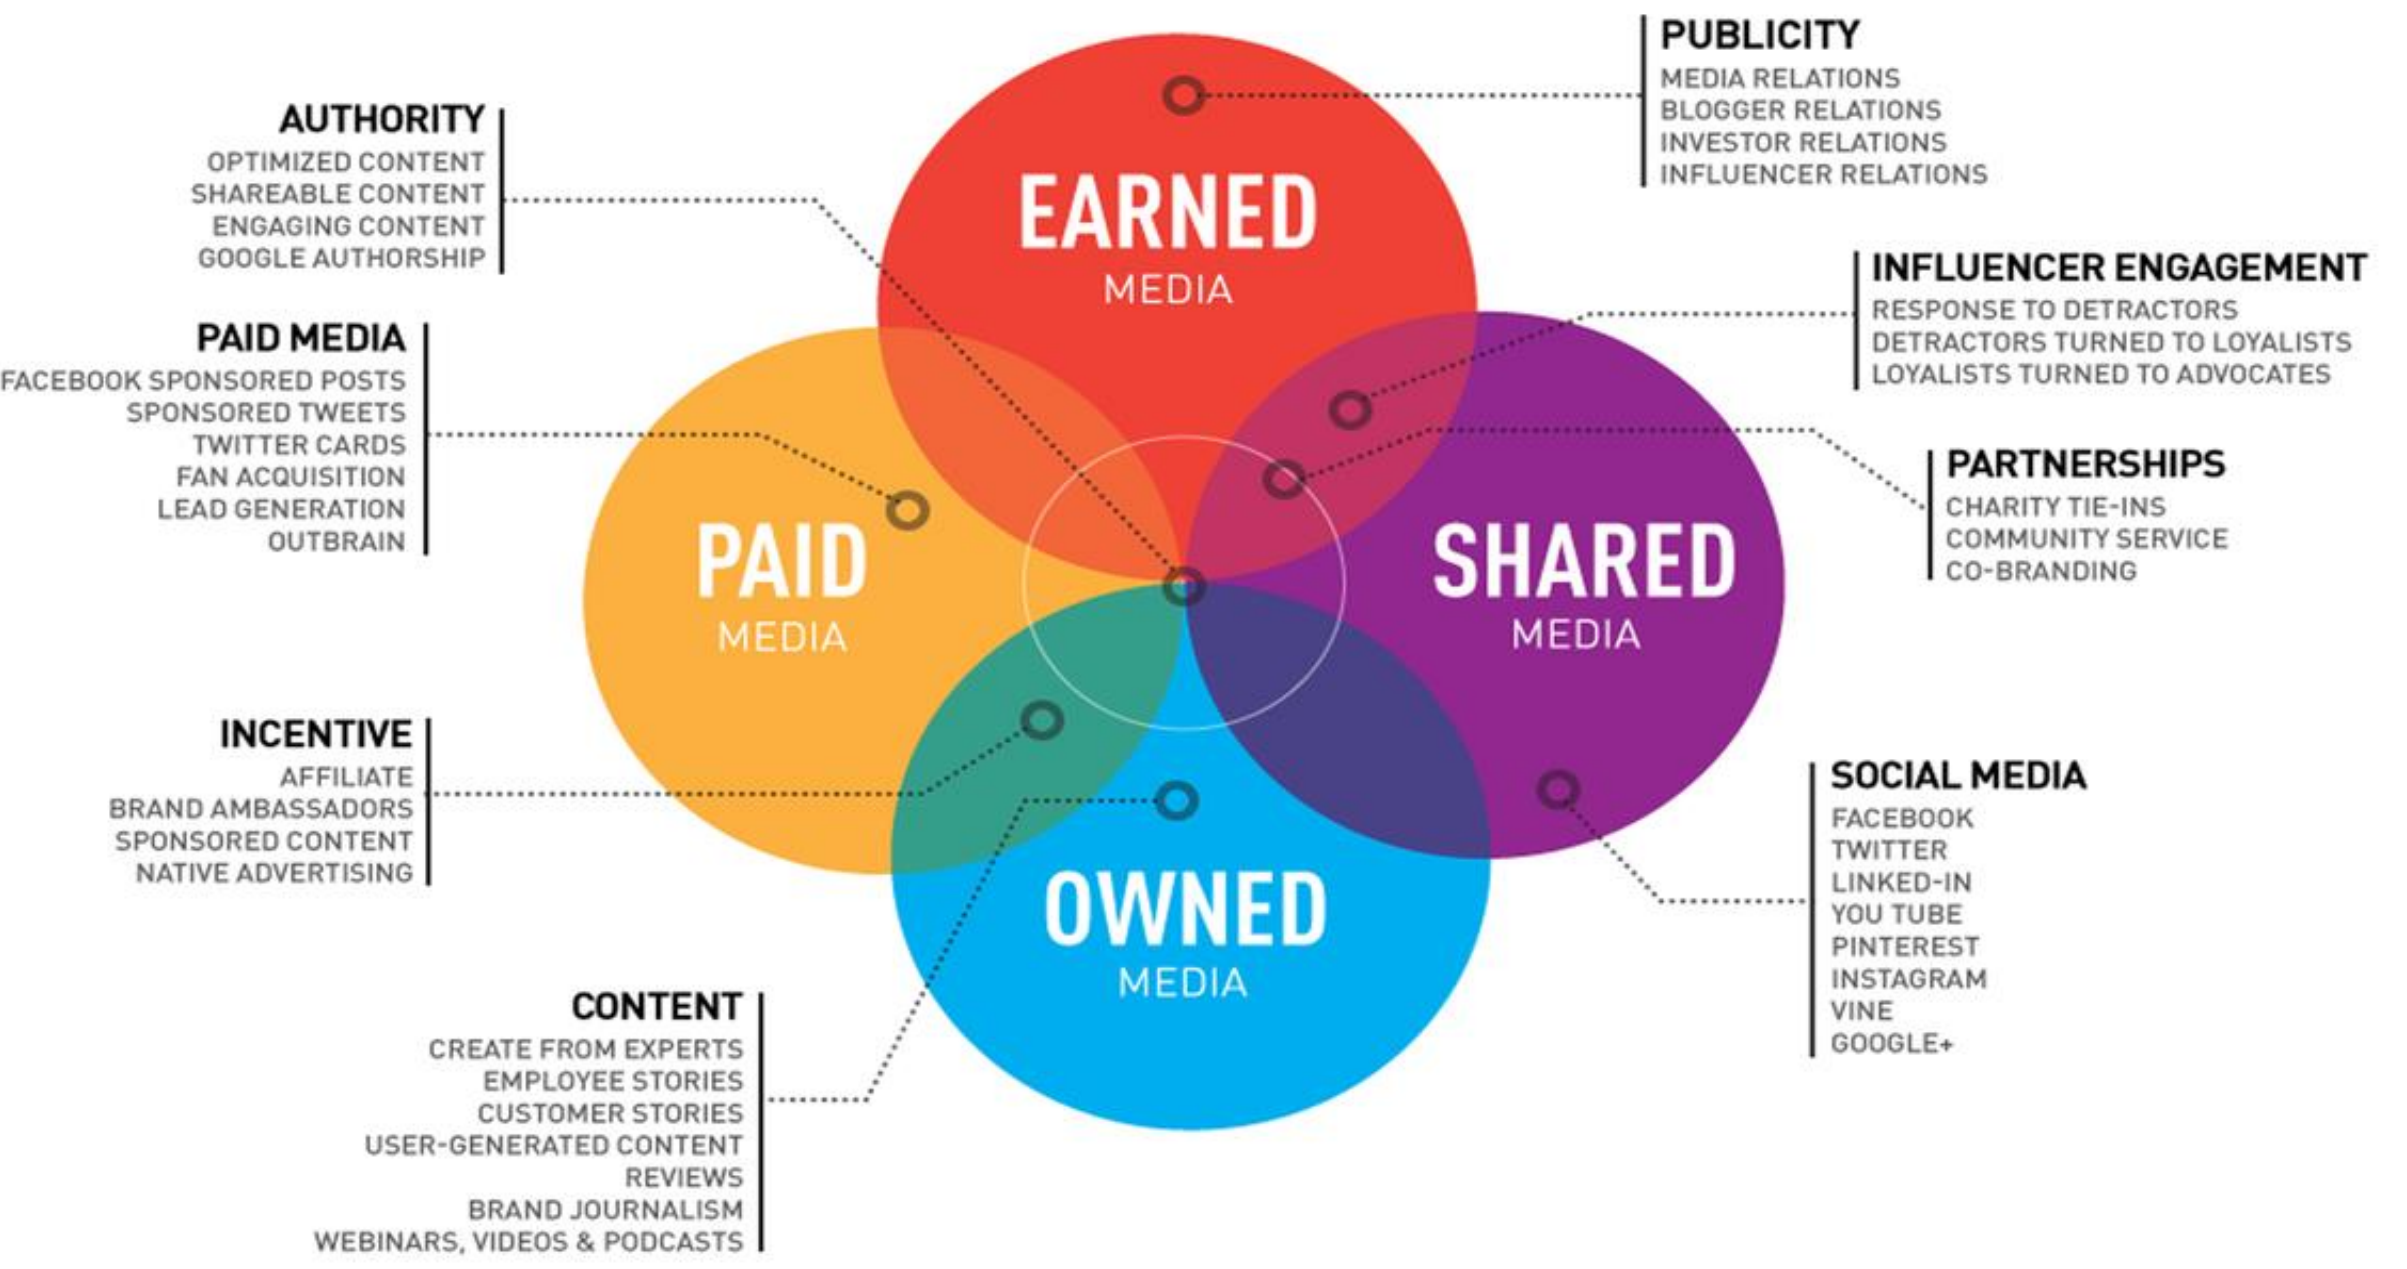 PUBLICITY
MEDIA RELATIONS
BLOGGER RELATIONS
INVESTOR RELATIONS
INFLUENCER RELATIONS
AUTHORITY
OPTIMIZED CONTENT
SHAREABLE CONTENT
ENGAGING CONTENT
GOOGLE AUTHORSHIP
EARNED
MEDIA
INFLUENCER ENGAGEMENT
RESPONSE TO DETRACTORS
DETRACTORS TURNED TO LOYALISTS
LOYALISTS TURNED TO ADVOCATES
PAID MEDIA
FACEBOOK SPONSORED POSTS
SPONSORED TWEETS
TWITTER CARDS
FAN ACQUISITION
LEAD GENERATION
OUTBRAIN
PARTNERSHIPS
CHARITY TIE-INS
COMMUNITY SERVICE
CO-BRANDING
PAID
MEDIA
SHARED
MEDIA
INCENTIVE
AFFILIATE
BRAND AMBASSADORS
SPONSORED CONTENT
NATIVE ADVERTISING
SOCIAL MEDIA
FACEBOOK
TWITTER
LINKED-IN
YOU TUBE
PINTEREST
INSTAGRAM
VINE
GOOGLE+
OWNED
MEDIA
CONTENT
CREATE FROM EXPERTS
EMPLOYEE STORIES
CUSTOMER STORIES
USER-GENERATED CONTENT
REVIEWS
BRAND JOURNALISM
WEBINARS, VIDEOS & PODCASTS